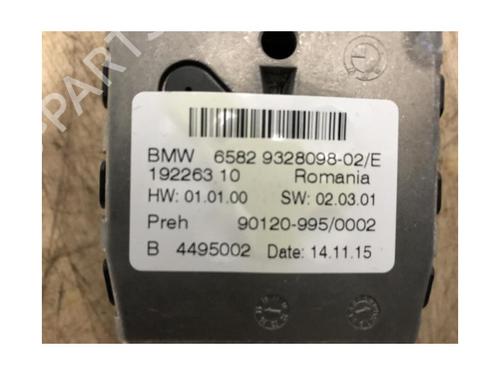 BMW 6582 9328098-02/E
192263 10 Romania
HW: 01.01.00 SW: 02.03.01
Preh 90120-995/0002
B 4495002 Date: 14.11.15